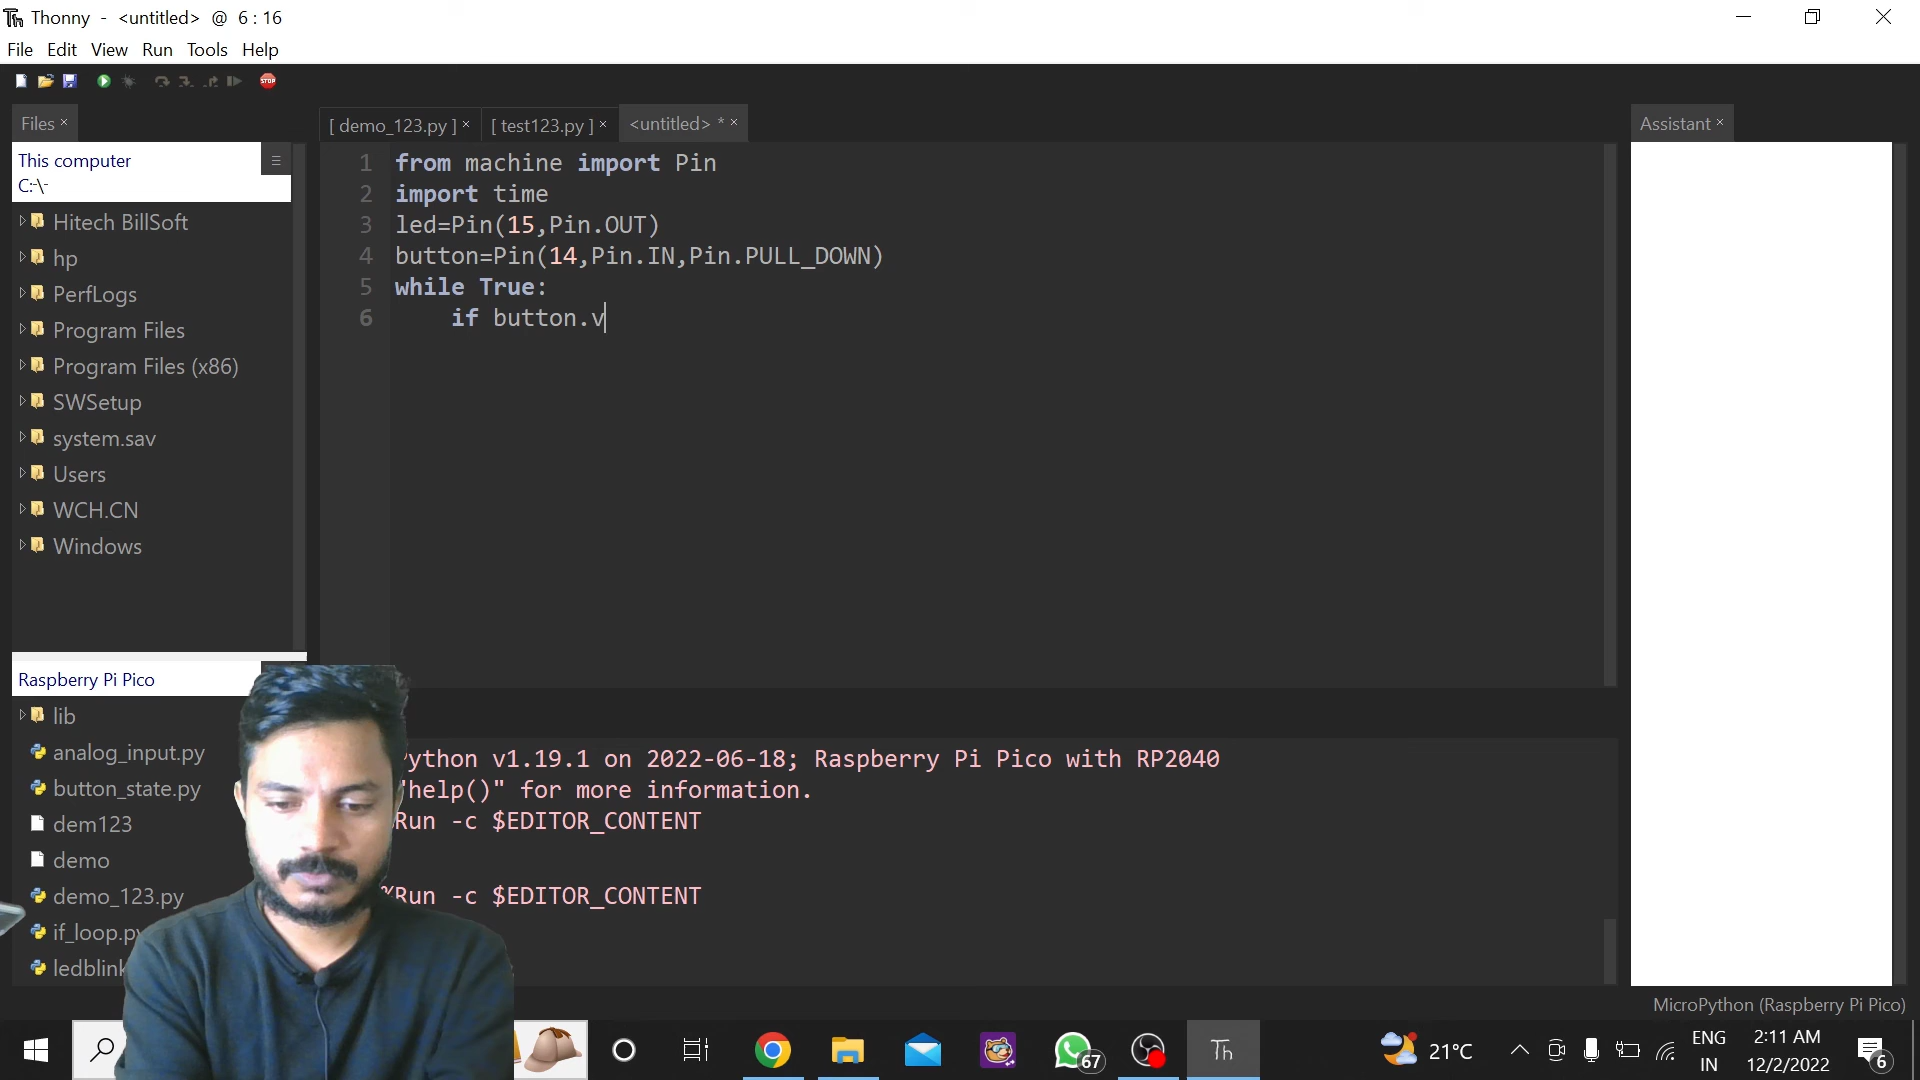 Thonny - <untitled> @ 6 : 16
File Edit View Run Tools Help
Files ×
[ demo_123.py ] × [ test123.py ] × <untitled> * ×
Assistant ×
This computer
C:\
Hitech BillSoft
hp
PerfLogs
Program Files
Program Files (x86)
SWSetup
system.sav
Users
WCH.CN
Windows
1 from machine import Pin
2 import time
3 led=Pin(15,Pin.OUT)
4 button=Pin(14,Pin.IN,Pin.PULL_DOWN)
5 while True:
6 if button.v
Raspberry Pi Pico
lib
analog_input.py
button_state.py
dem123
demo
demo_123.py
if_loop.py
ledblink
ython v1.19.1 on 2022-06-18; Raspberry Pi Pico with RP2040
"help()" for more information.
Run -c $EDITOR_CONTENT
%Run -c $EDITOR_CONTENT
MicroPython (Raspberry Pi Pico)
STOP
67
Th
21°C
ENG
IN
2:11 AM
12/2/2022
6